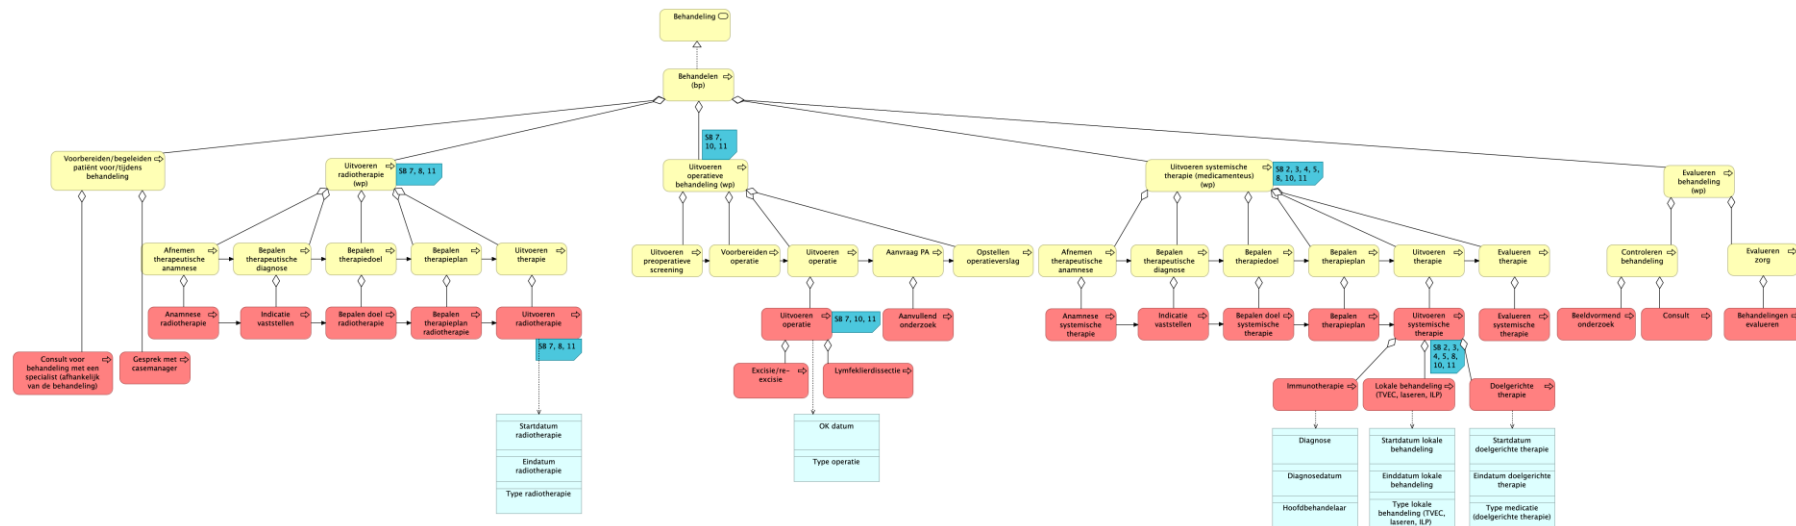 Behandeling
Behandelen
(bp)
SB 7,
10, 11
Voorbereiden/begeleiden
patiënt voor/tijdens
behandeling
Uitvoeren
radiotherapie
(wp)
SB 7, 8, 11
Uitvoeren
operatieve
behandeling (wp)
Uitvoeren systemische
therapie (medicamenteus)
(wp)
SB 2, 3, 4, 5,
8, 10, 11
Evalueren
behandeling
(wp)
Afnemen
therapeutische
anamnese
Bepalen
therapeutische
diagnose
Bepalen
therapiedoel
Bepalen
therapieplan
Uitvoeren
therapie
Uitvoeren
preoperatieve
screening
Voorbereiden
operatie
Uitvoeren
operatie
Aanvraag PA
Opstellen
operatieverslag
Afnemen
therapeutische
anamnese
Bepalen
therapeutische
diagnose
Bepalen
therapiedoel
Bepalen
therapieplan
Uitvoeren
therapie
Evalueren
therapie
Controleren
behandeling
Evalueren
zorg
Anamnese
radiotherapie
Indicatie
vaststellen
Bepalen doel
radiotherapie
Bepalen
therapieplan
radiotherapie
Uitvoeren
radiotherapie
SB 7, 8, 11
Uitvoeren
operatie
SB 7, 10, 11
Aanvullend
onderzoek
Anamnese
systemische
therapie
Indicatie
vaststellen
Bepalen doel
systemische
therapie
Bepalen
therapieplan
Uitvoeren
systemische
therapie
SB 2, 3,
4, 5, 8,
10, 11
Evalueren
systemische
therapie
Beeldvormend
onderzoek
Consult
Behandelingen
evalueren
Consult voor
behandeling met een
specialist (afhankelijk
van de behandeling)
Gesprek met
casemanager
Excisie/re-
excisie
Lymfeklierdissectie
Immunotherapie
Lokale behandeling
(TVEC, laseren, ILP)
Doelgerichte
therapie
Startdatum
radiotherapie
Eindatum
radiotherapie
Type radiotherapie
OK datum
Type operatie
Diagnose
Diagnosedatum
Hoofdbehandelaar
Startdatum lokale
behandeling
Einddatum lokale
behandeling
Type lokale
behandeling (TVEC,
laseren, ILP)
Startdatum
doelgerichte therapie
Eindatum doelgerichte
therapie
Type medicatie
(doelgerichte therapie)